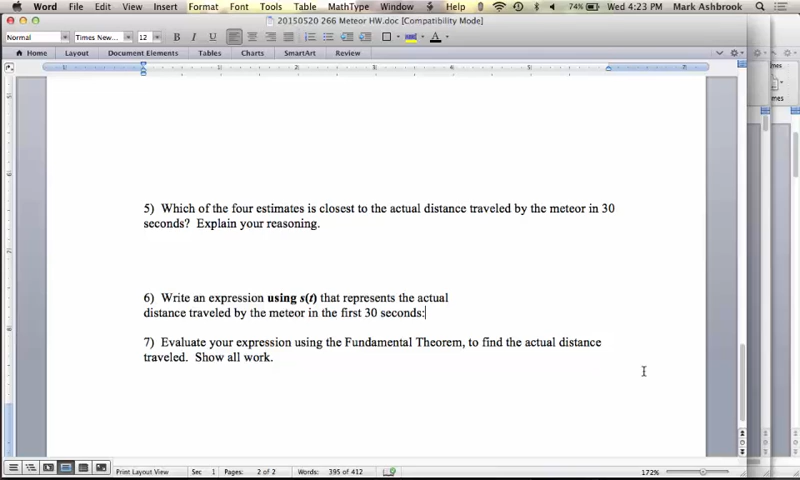 Word File Edit View Insert Format Font Tools Table MathType Window Help 74% Wed 4:23 PM Mark Ashbrook
20150520 266 Meteor HW.doc [Compatibility Mode]
Normal Times New... 12 B I U A
Home Layout Document Elements Tables Charts SmartArt Review
5) Which of the four estimates is closest to the actual distance traveled by the meteor in 30
seconds? Explain your reasoning.
6) Write an expression using s(t) that represents the actual
distance traveled by the meteor in the first 30 seconds:
7) Evaluate your expression using the Fundamental Theorem, to find the actual distance
traveled. Show all work.
Print Layout View Sec 1 Pages: 2 of 2 Words: 395 of 412 172%